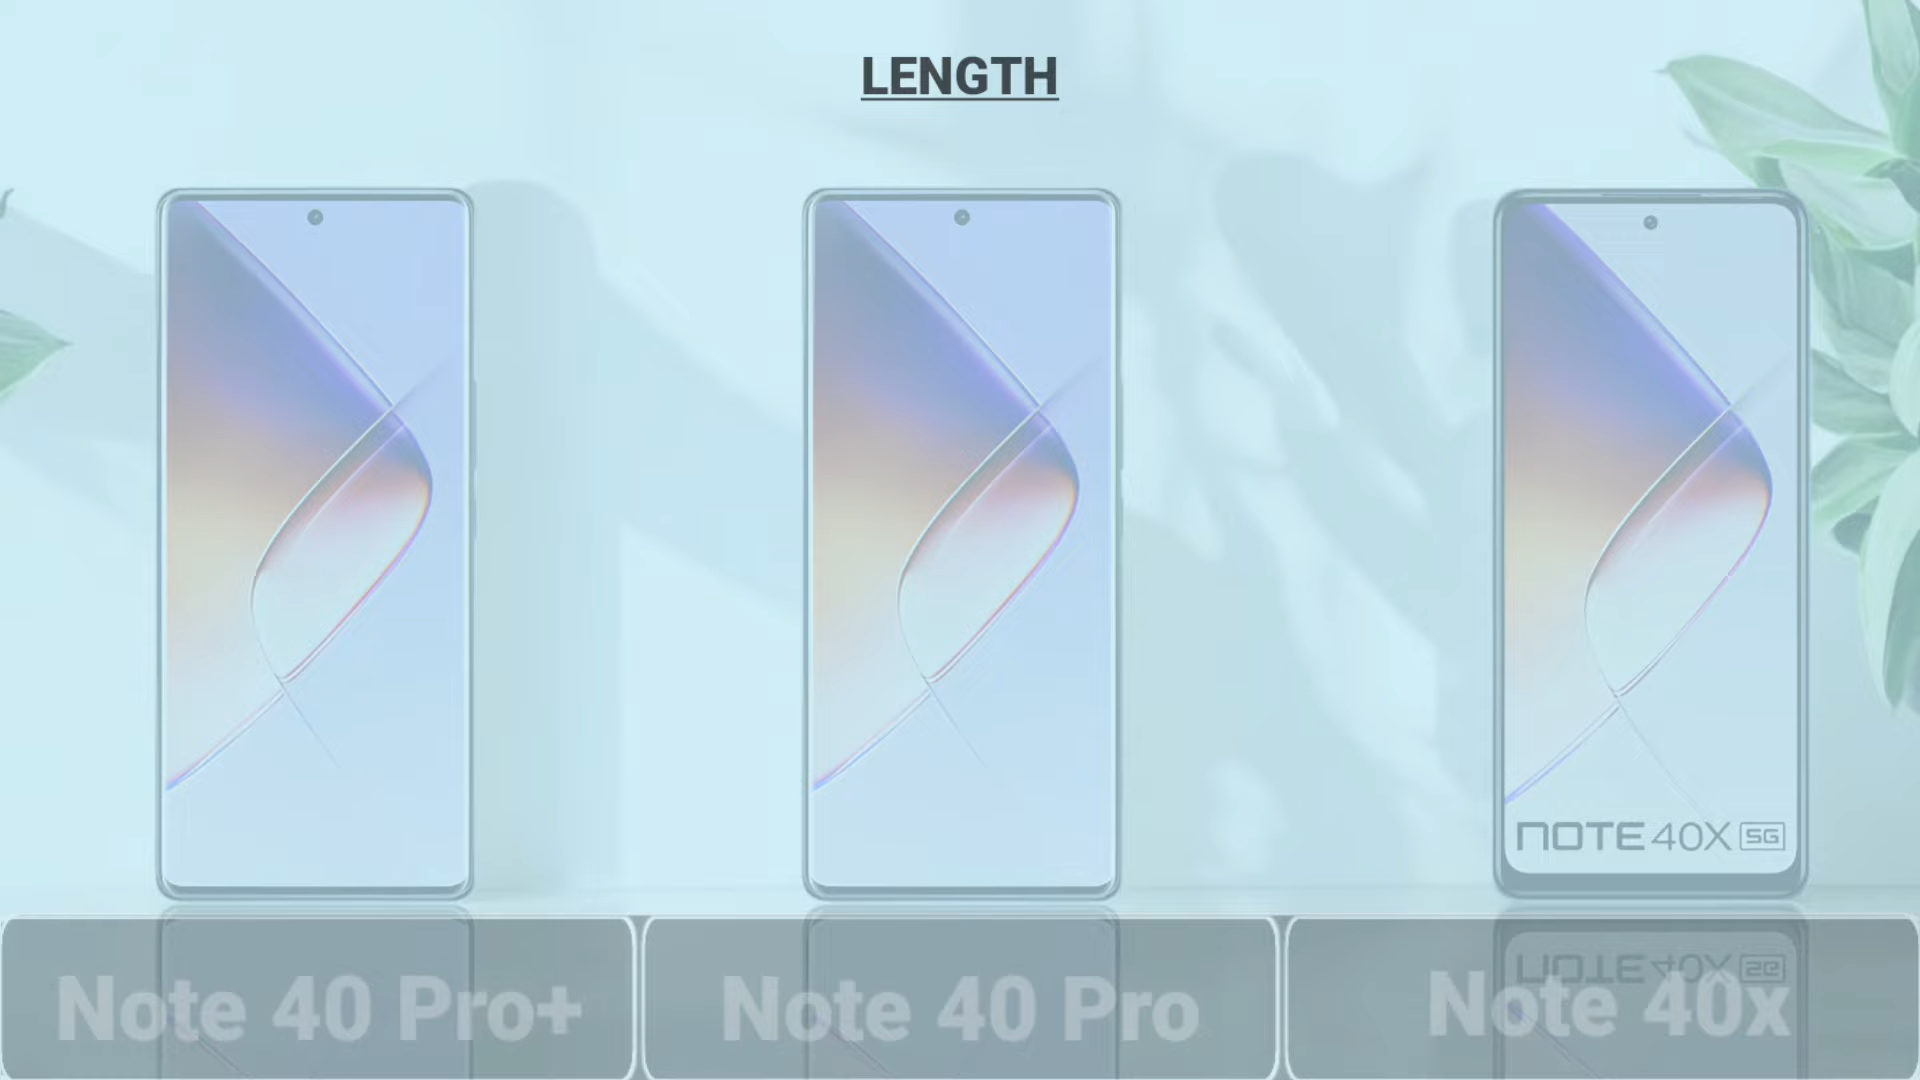 LENGTH
NOTE 40X 5G
Note 40 Pro+
Note 40 Pro
Note 40x